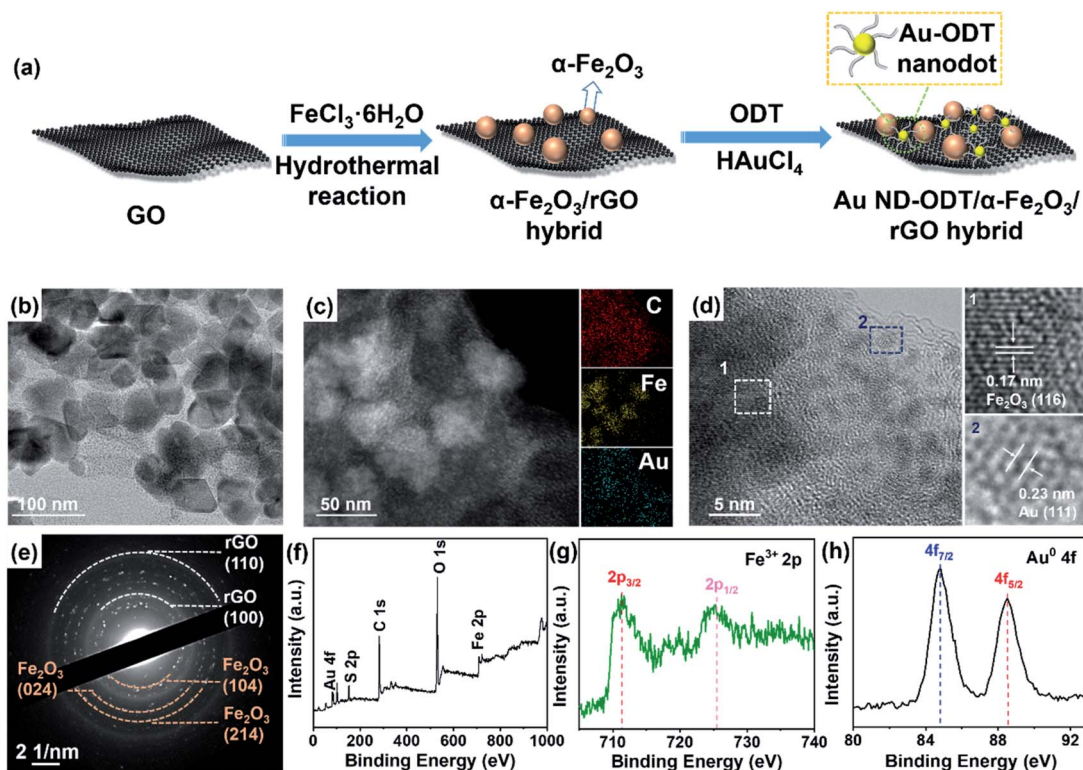 (a)
GO
FeCl₃·6H₂O
Hydrothermal
reaction
α-Fe₂O₃
α-Fe₂O₃/rGO
hybrid
ODT
HAuCl₄
Au-ODT
nanodot
Au ND-ODT/α-Fe₂O₃/
rGO hybrid
(b)
100 nm
(c)
50 nm
C
Fe
Au
(d)
1
2
5 nm
1
0.17 nm
Fe₂O₃ (116)
2
0.23 nm
Au (111)
(e)
rGO
(110)
rGO
(100)
Fe₂O₃
(024)
Fe₂O₃
(104)
Fe₂O₃
(214)
2 1/nm
(f)
Intensity (a.u.)
Au 4f
S 2p
C 1s
O 1s
Fe 2p
0 200 400 600 800 1000
Binding Energy (eV)
(g)
Fe³⁺ 2p
Intensity (a.u.)
2p₃/₂
2p₁/₂
710 720 730 740
Binding Energy (eV)
(h)
Au⁰ 4f
Intensity (a.u.)
4f₇/₂
4f₅/₂
80 84 88 92
Binding Energy (eV)